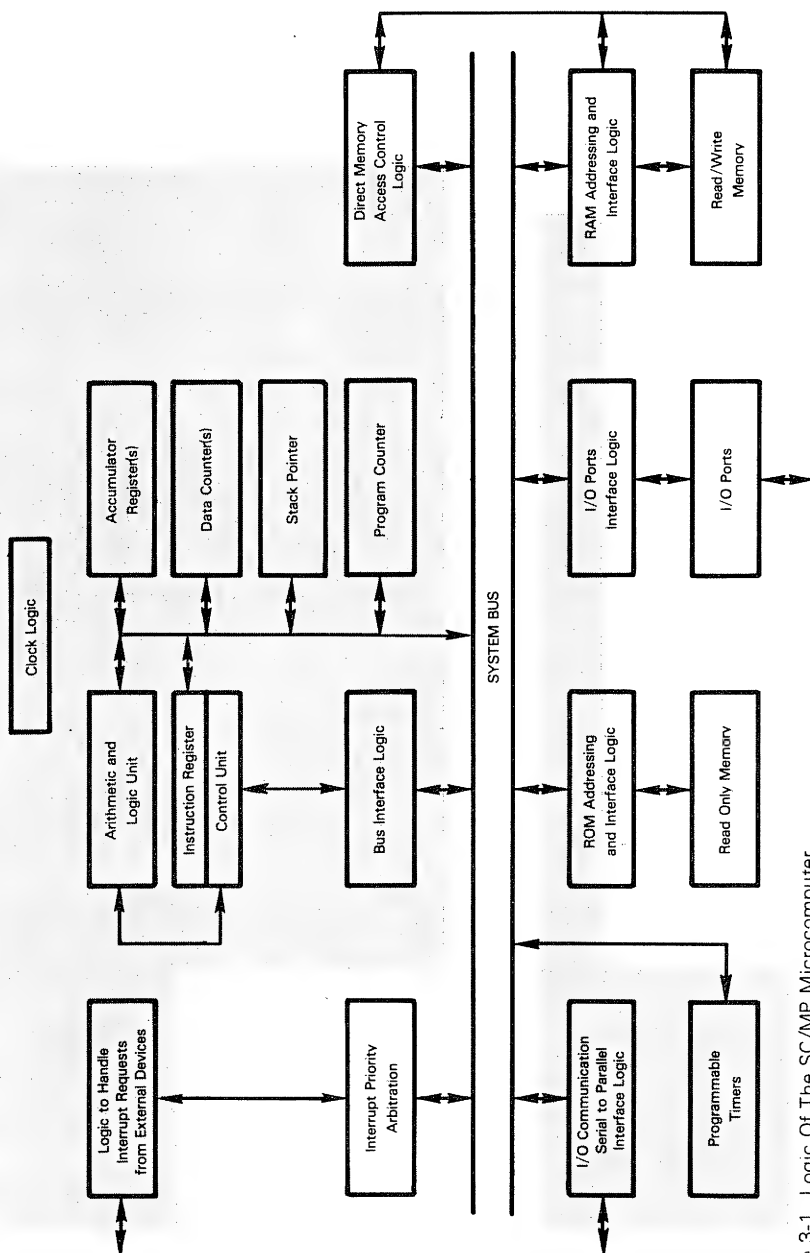 Clock Logic
Logic to Handle
Interrupt Requests
from External Devices
Arithmetic and
Logic Unit
Accumulator
Register(s)
Instruction Register
Control Unit
Data Counter(s)
Stack Pointer
Interrupt Priority
Arbitration
Bus Interface Logic
Program Counter
Direct Memory
Access Control
Logic
SYSTEM BUS
I/O Communication
Serial to Parallel
Interface Logic
ROM Addressing
and Interface Logic
I/O Ports
Interface Logic
RAM Addressing and
Interface Logic
Programmable
Timers
Read Only Memory
I/O Ports
Read/Write
Memory
3-1 Logic Of The SC/MP Microcomputer